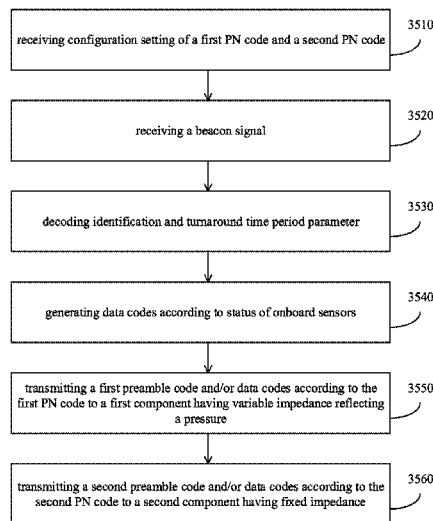 3510
receiving configuration setting of a first PN code and a second PN code
3520
receiving a beacon signal
3530
decoding identification and turnaround time period parameter
3540
generating data codes according to status of onboard sensors
3550
transmitting a first preamble code and/or data codes according to the
first PN code to a first component having variable impedance reflecting
a pressure
3560
transmitting a second preamble code and/or data codes according to
the second PN code to a second component having fixed impedance